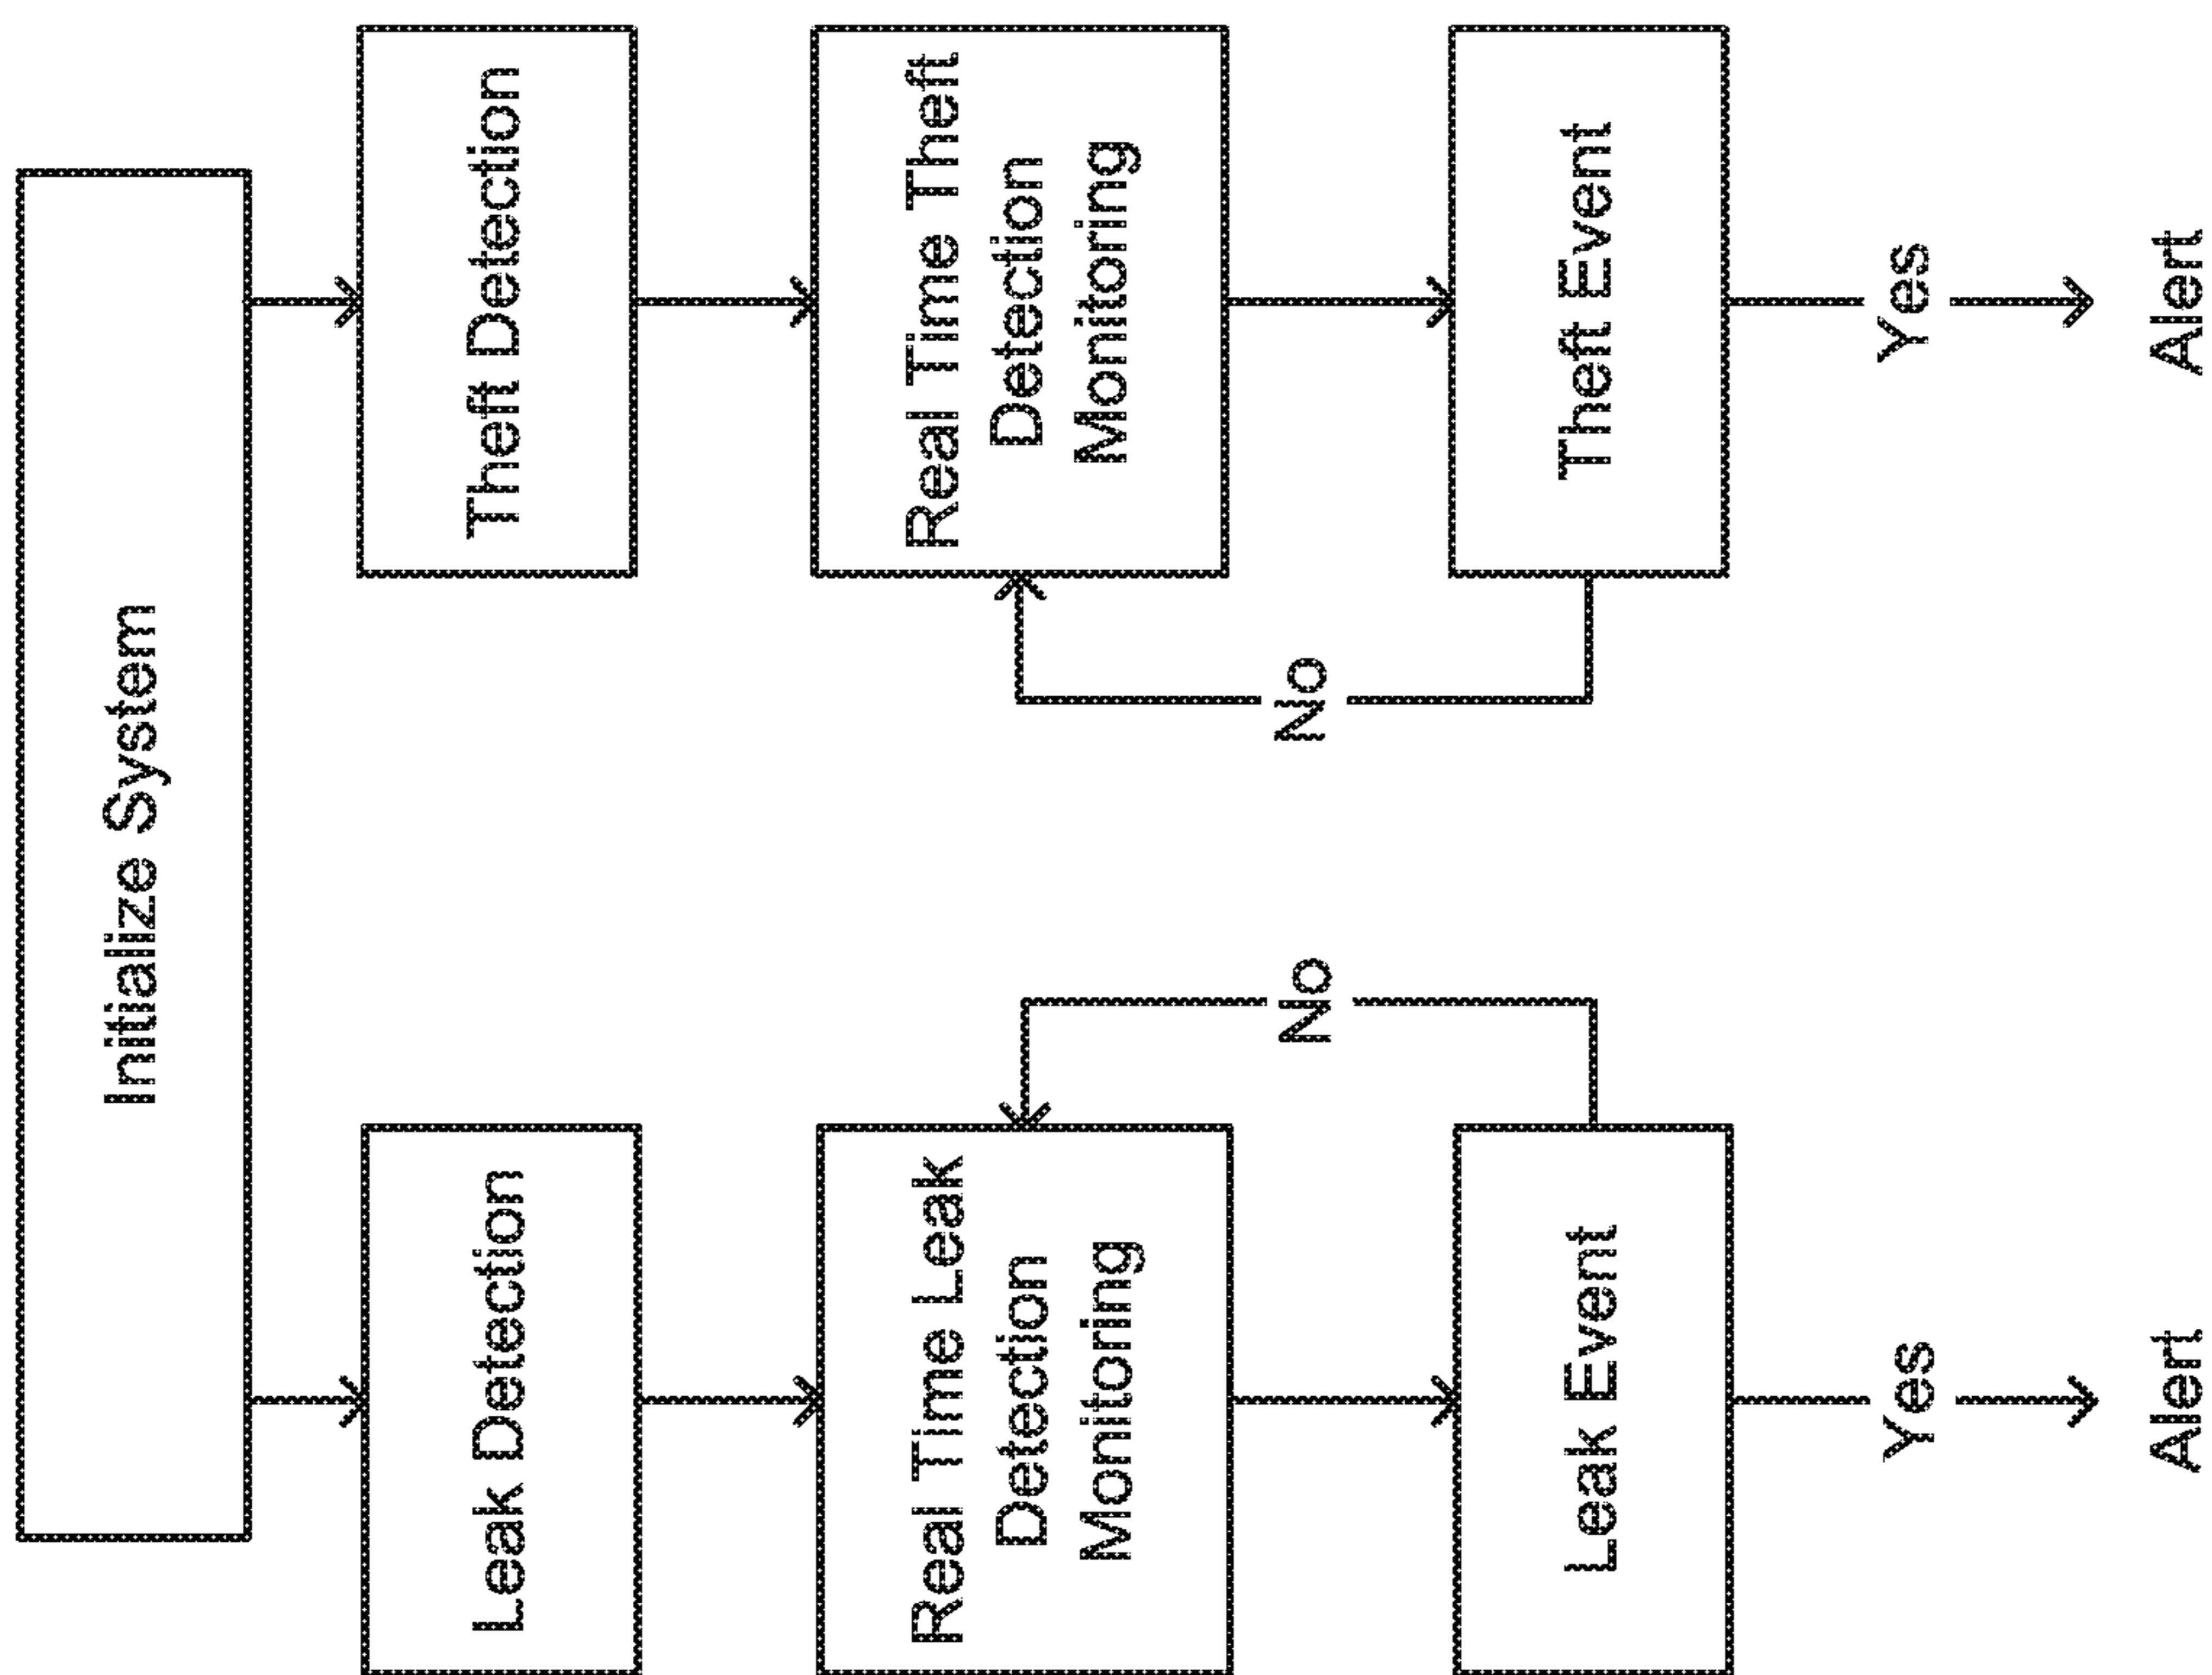 Initialize System
Leak Detection
Theft Detection
Real Time Leak
Detection
Monitoring
Real Time Theft
Detection
Monitoring
No
No
Leak Event
Theft Event
Yes
Yes
Alert
Alert